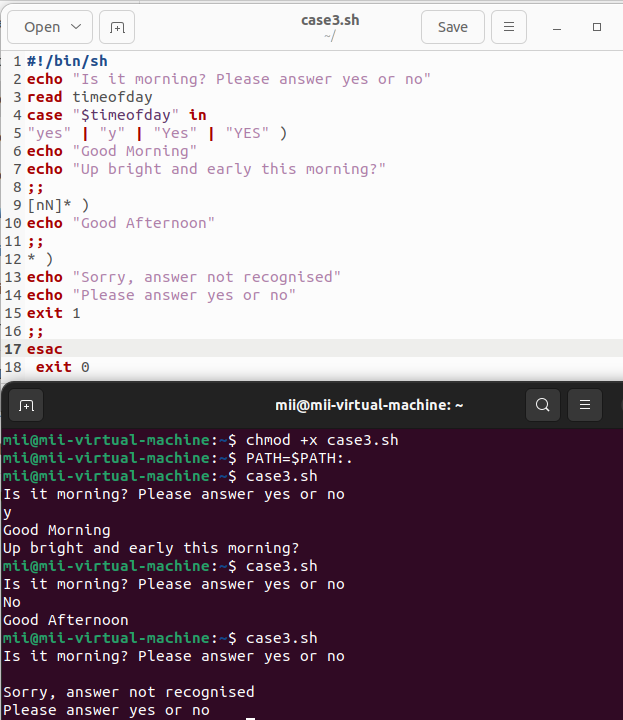 Open
case3.sh
~/
Save
1 #!/bin/sh
2 echo "Is it morning? Please answer yes or no"
3 read timeofday
4 case "$timeofday" in
5 "yes" | "y" | "Yes" | "YES" )
6 echo "Good Morning"
7 echo "Up bright and early this morning?"
8 ;;
9 [nN]* )
10 echo "Good Afternoon"
11 ;;
12 * )
13 echo "Sorry, answer not recognised"
14 echo "Please answer yes or no"
15 exit 1
16 ;;
17 esac
18  exit 0
mii@mii-virtual-machine: ~
mii@mii-virtual-machine:~$ chmod +x case3.sh
mii@mii-virtual-machine:~$ PATH=$PATH:.
mii@mii-virtual-machine:~$ case3.sh
Is it morning? Please answer yes or no
y
Good Morning
Up bright and early this morning?
mii@mii-virtual-machine:~$ case3.sh
Is it morning? Please answer yes or no
No
Good Afternoon
mii@mii-virtual-machine:~$ case3.sh
Is it morning? Please answer yes or no
Sorry, answer not recognised
Please answer yes or no